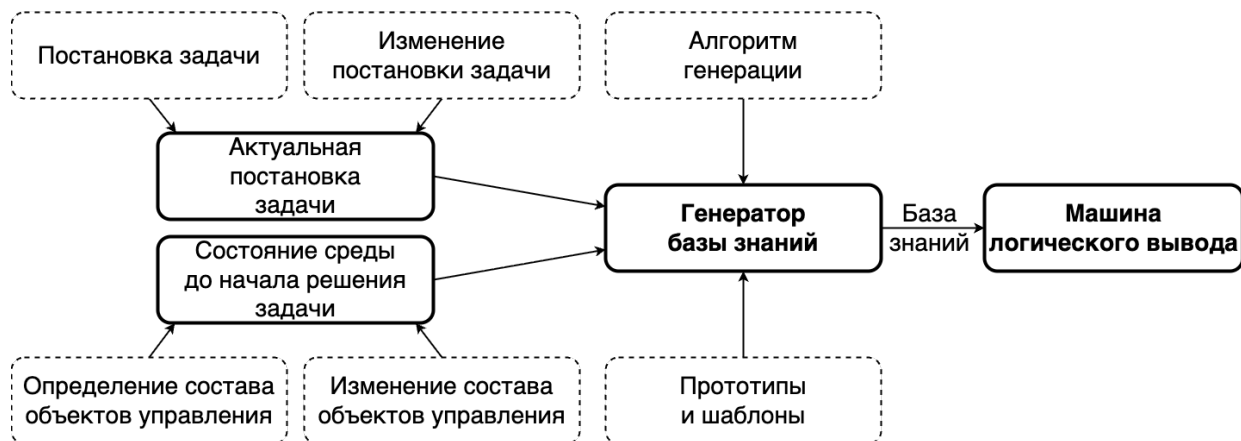 Постановка задачи
Изменение
постановки задачи
Алгоритм
генерации
Актуальная
постановка
задачи
Генератор
базы знаний
База
знаний
Машина
логического вывода
Состояние среды
до начала решения
задачи
Определение состава
объектов управления
Изменение состава
объектов управления
Прототипы
и шаблоны